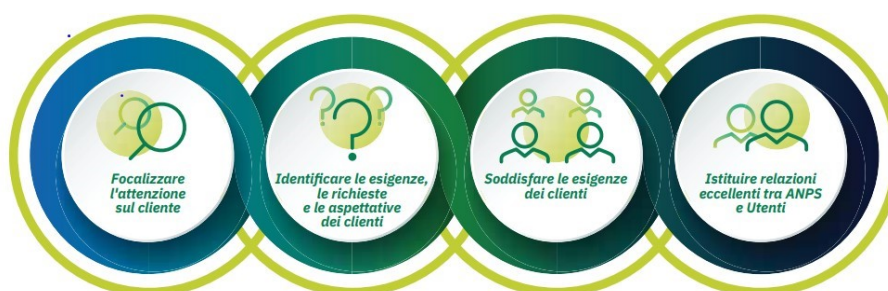 Focalizzare
l'attenzione
sul cliente
Identificare le esigenze,
le richieste
e le aspettative
dei clienti
Soddisfare le esigenze
dei clienti
Istituire relazioni
eccellenti tra ANPS
e Utenti